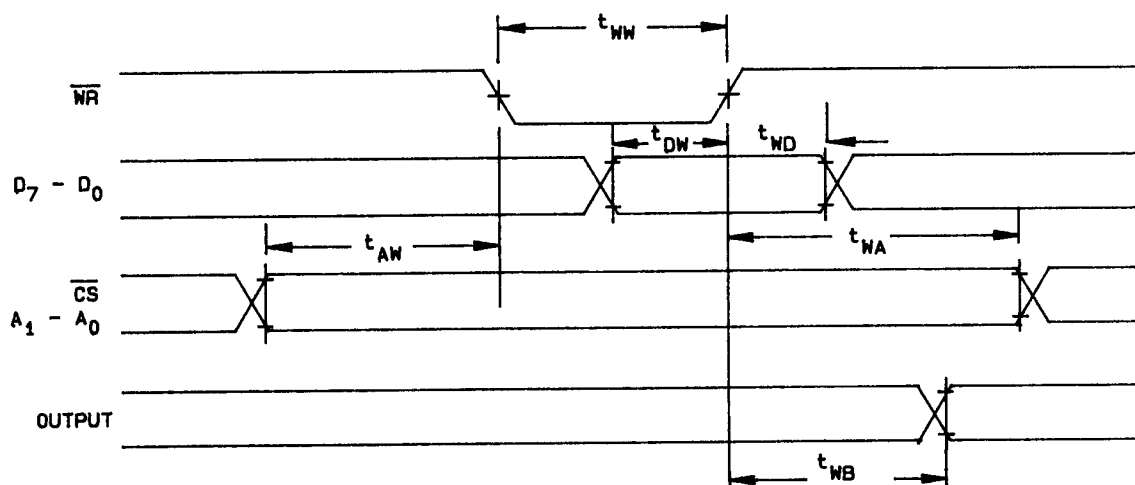 tWW
WR
tDW
tWD
D7 - D0
tAW
tWA
CS
A1 - A0
OUTPUT
tWB